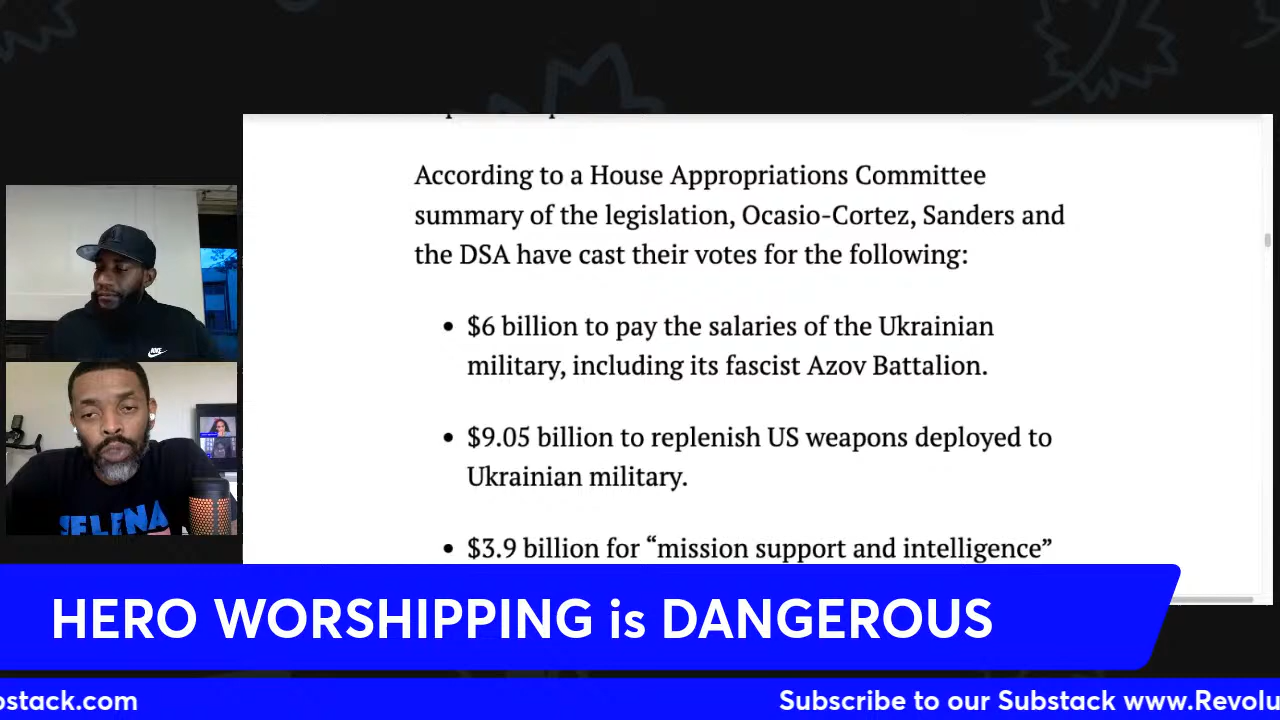 According to a House Appropriations Committee
summary of the legislation, Ocasio-Cortez, Sanders and
the DSA have cast their votes for the following:
• $6 billion to pay the salaries of the Ukrainian
military, including its fascist Azov Battalion.
• $9.05 billion to replenish US weapons deployed to
Ukrainian military.
• $3.9 billion for “mission support and intelligence”
SELENA
HERO WORSHIPPING is DANGEROUS
bstack.com
Subscribe to our Substack www.Revolu